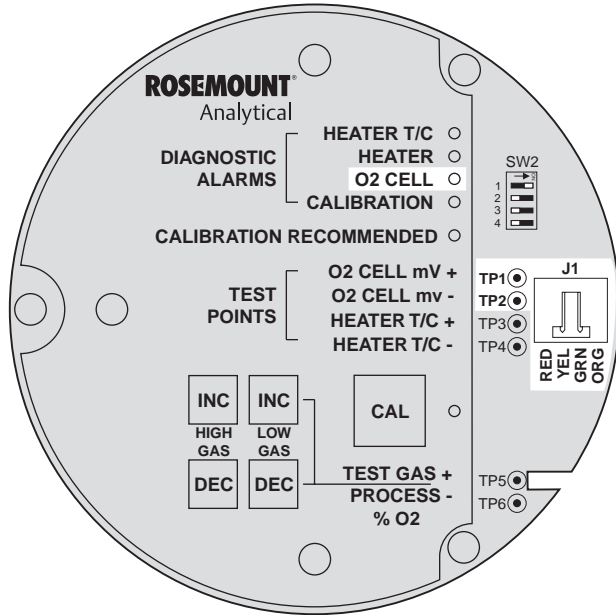 ROSEMOUNT®
Analytical
DIAGNOSTIC
ALARMS
HEATER T/C
HEATER
O2 CELL
CALIBRATION
CALIBRATION RECOMMENDED
SW2
1
2
3
4
TEST
POINTS
O2 CELL mV +
O2 CELL mv -
HEATER T/C +
HEATER T/C -
TP1
TP2
TP3
TP4
J1
RED
YEL
GRN
ORG
INC
INC
HIGH
GAS
LOW
GAS
DEC
DEC
CAL
TEST GAS +
PROCESS -
% O2
TP5
TP6